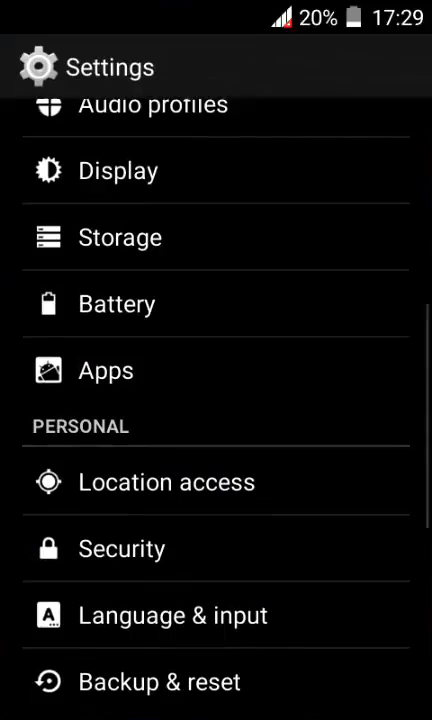 20% 17:29
Settings
Audio profiles
Display
Storage
Battery
Apps
PERSONAL
Location access
Security
Language & input
Backup & reset